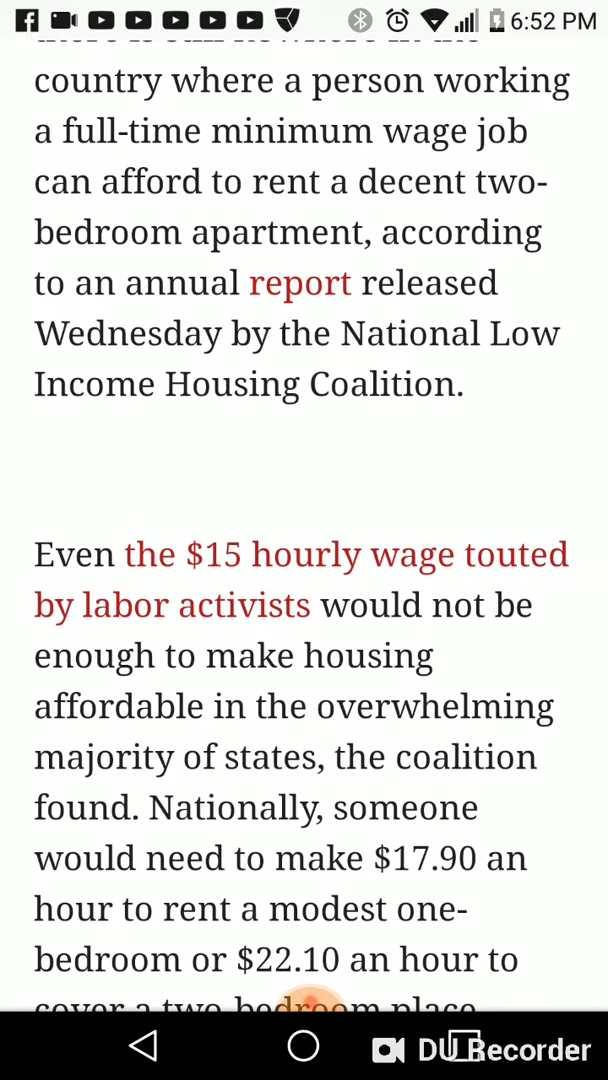 6:52 PM
country where a person working
a full-time minimum wage job
can afford to rent a decent two-
bedroom apartment, according
to an annual report released
Wednesday by the National Low
Income Housing Coalition.
Even the $15 hourly wage touted
by labor activists would not be
enough to make housing
affordable in the overwhelming
majority of states, the coalition
found. Nationally, someone
would need to make $17.90 an
hour to rent a modest one-
bedroom or $22.10 an hour to
cover a two-bedroom place
DU Recorder